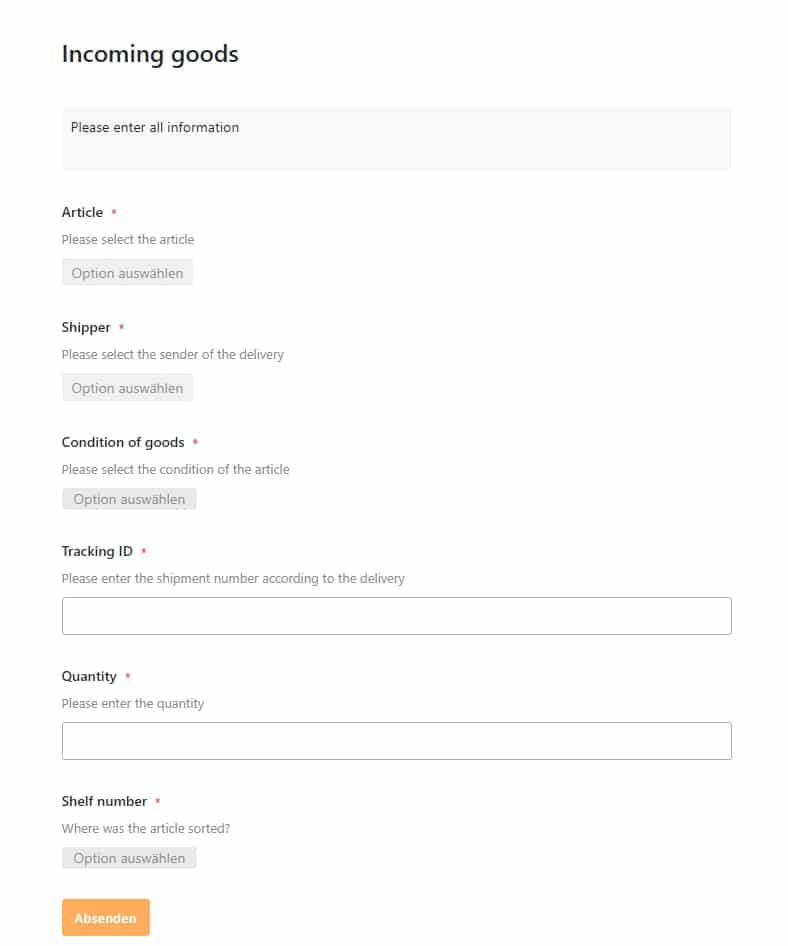 Incoming goods
Please enter all information
Article *
Please select the article
Option auswählen
Shipper *
Please select the sender of the delivery
Option auswählen
Condition of goods *
Please select the condition of the article
Option auswählen
Tracking ID *
Please enter the shipment number according to the delivery
Quantity *
Please enter the quantity
Shelf number *
Where was the article sorted?
Option auswählen
Absenden